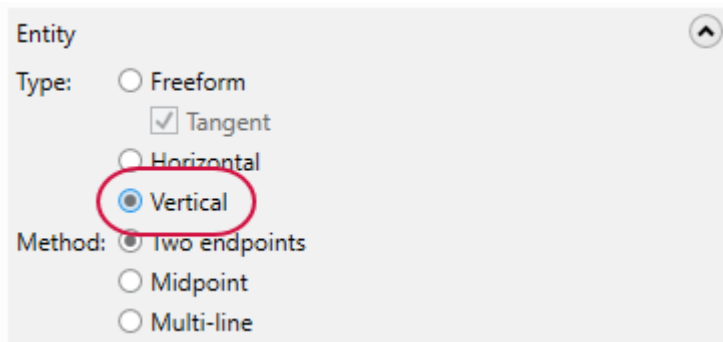 Entity
Type: Freeform
Tangent
Horizontal
Vertical
Method: Two endpoints
Midpoint
Multi-line